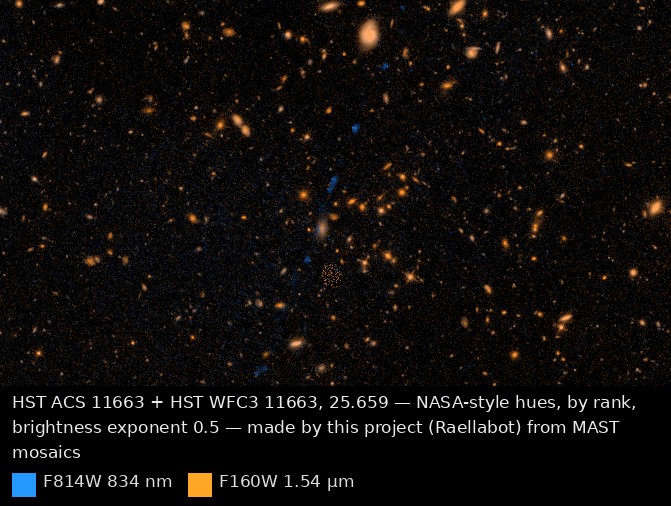 HST ACS 11663 + HST WFC3 11663, 25.659 — NASA-style hues, by rank,
brightness exponent 0.5 — made by this project (Raellabot) from MAST
mosaics
F814W 834 nm F160W 1.54 μm